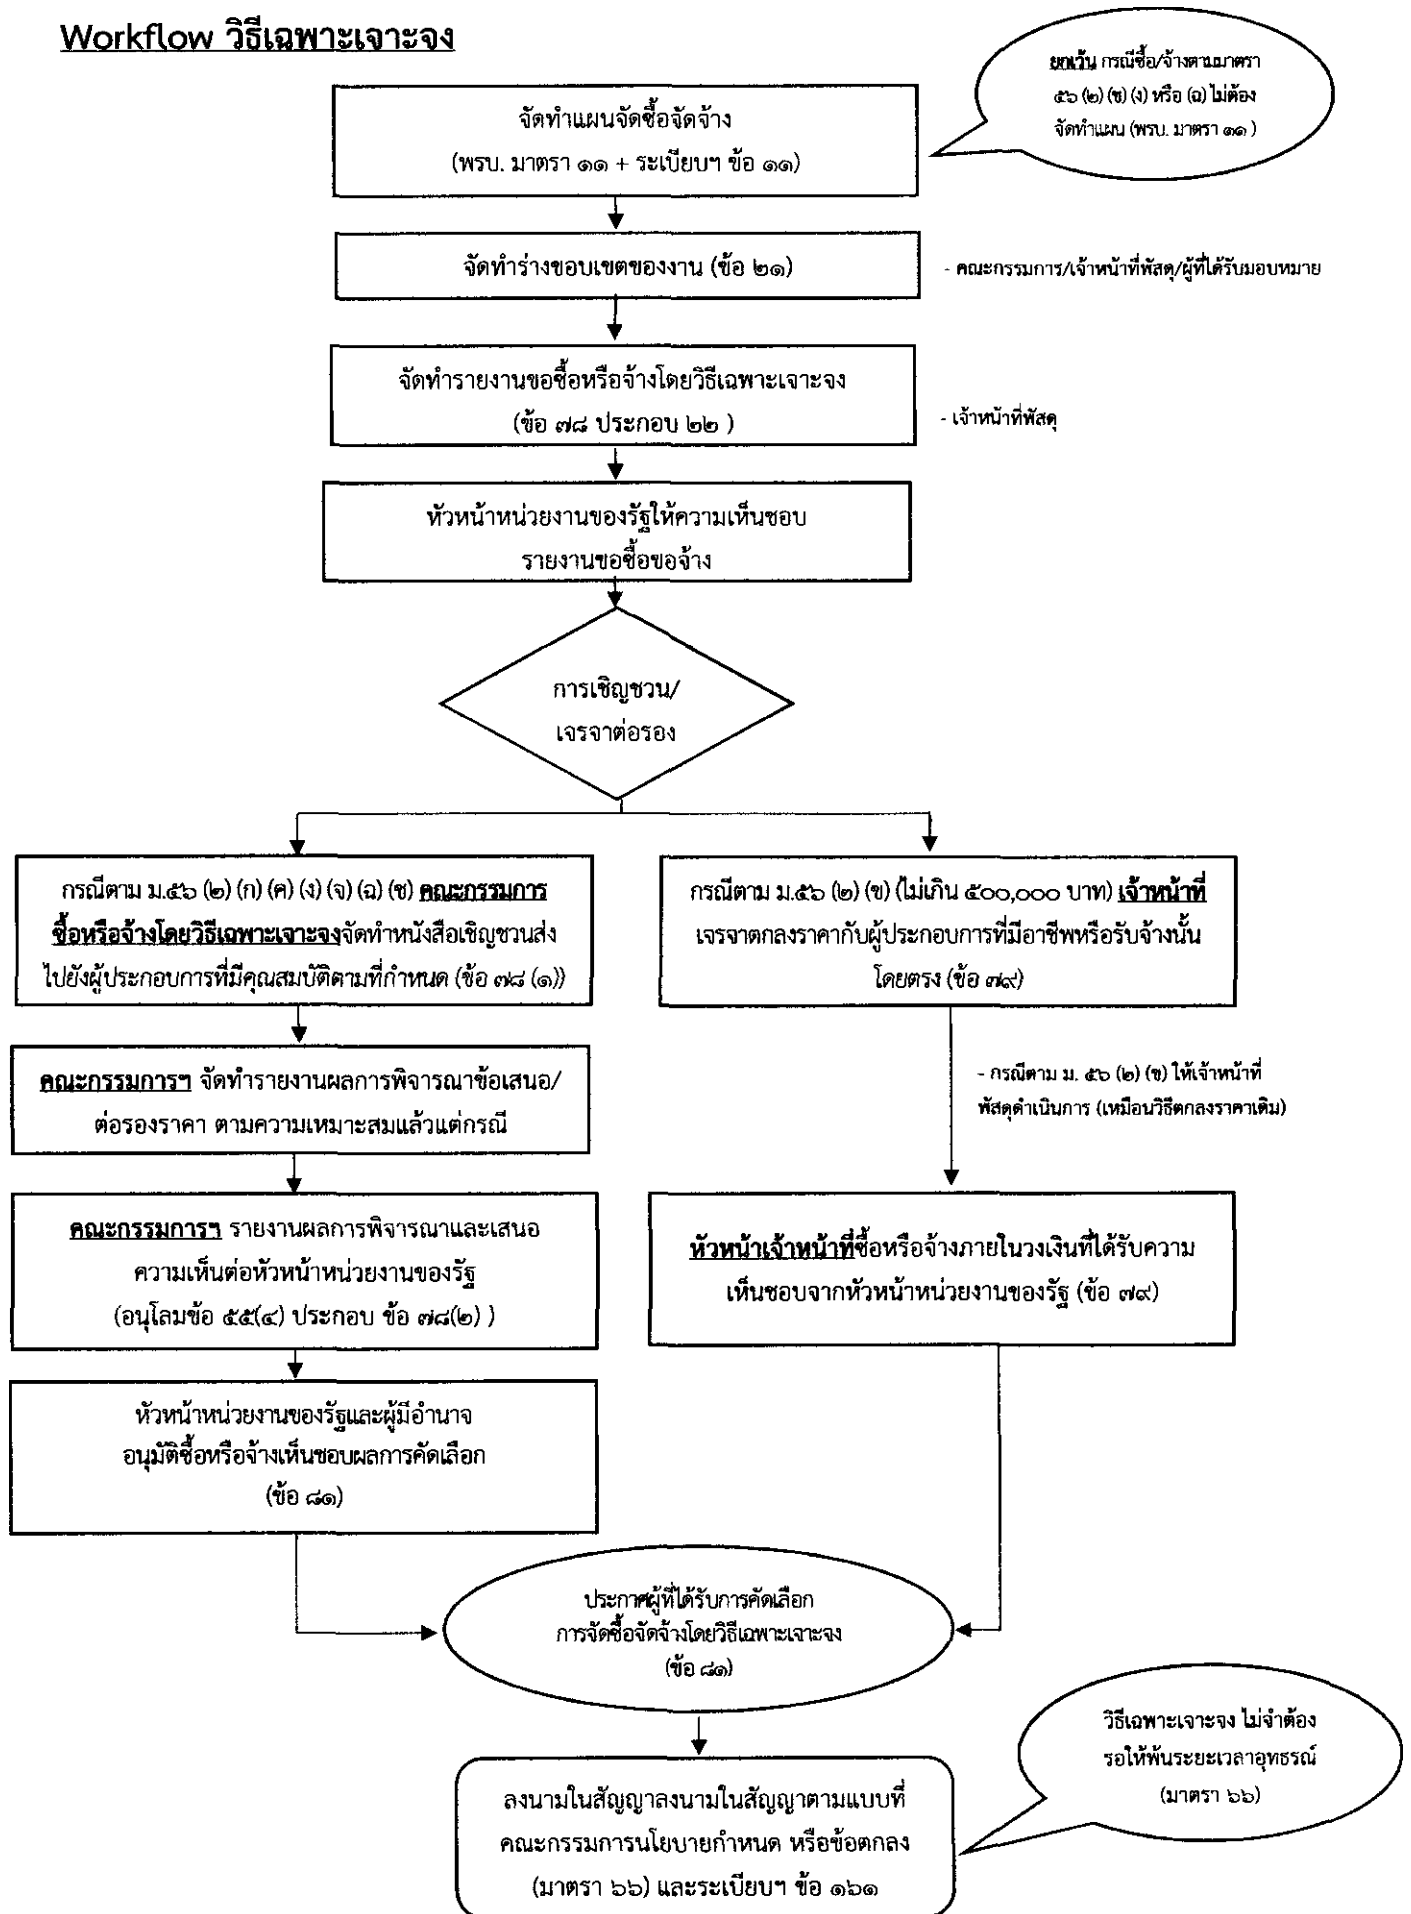 Workflow วิธีเฉพาะเจาะจง
ยกเว้น กรณีซื้อ/จ้างตามมาตรา
๕๖ (๒) (ข) (ง) หรือ (ฉ) ไม่ต้อง
จัดทำแผน (พรบ. มาตรา ๑๑ )
จัดทำแผนจัดซื้อจัดจ้าง
(พรบ. มาตรา ๑๑ + ระเบียบฯ ข้อ ๑๑)
จัดทำร่างขอบเขตของงาน (ข้อ ๒๑)
- คณะกรรมการ/เจ้าหน้าที่พัสดุ/ผู้ที่ได้รับมอบหมาย
จัดทำรายงานขอซื้อหรือจ้างโดยวิธีเฉพาะเจาะจง
(ข้อ ๗๘ ประกอบ ๒๒ )
- เจ้าหน้าที่พัสดุ
หัวหน้าหน่วยงานของรัฐให้ความเห็นชอบ
รายงานขอซื้อขอจ้าง
การเชิญชวน/
เจรจาต่อรอง
กรณีตาม ม.๕๖ (๒) (ก) (ค) (ง) (จ) (ฉ) (ช) คณะกรรมการ
ซื้อหรือจ้างโดยวิธีเฉพาะเจาะจงจัดทำหนังสือเชิญชวนส่ง
ไปยังผู้ประกอบการที่มีคุณสมบัติตามที่กำหนด (ข้อ ๗๘ (๑))
กรณีตาม ม.๕๖ (๒) (ข) (ไม่เกิน ๕๐๐,๐๐๐ บาท) เจ้าหน้าที่
เจรจาตกลงราคากับผู้ประกอบการที่มีอาชีพหรือรับจ้างนั้น
โดยตรง (ข้อ ๗๙)
คณะกรรมการฯ จัดทำรายงานผลการพิจารณาข้อเสนอ/
ต่อรองราคา ตามความเหมาะสมแล้วแต่กรณี
- กรณีตาม ม. ๕๖ (๒) (ข) ให้เจ้าหน้าที่
พัสดุดำเนินการ (เหมือนวิธีตกลงราคาเดิม)
คณะกรรมการฯ รายงานผลการพิจารณาและเสนอ
ความเห็นต่อหัวหน้าหน่วยงานของรัฐ
(อนุโลมข้อ ๕๕(๔) ประกอบ ข้อ ๗๘(๒) )
หัวหน้าเจ้าหน้าที่ซื้อหรือจ้างภายในวงเงินที่ได้รับความ
เห็นชอบจากหัวหน้าหน่วยงานของรัฐ (ข้อ ๗๙)
หัวหน้าหน่วยงานของรัฐและผู้มีอำนาจ
อนุมัติซื้อหรือจ้างเห็นชอบผลการคัดเลือก
(ข้อ ๘๑)
ประกาศผู้ที่ได้รับการคัดเลือก
การจัดซื้อจัดจ้างโดยวิธีเฉพาะเจาะจง
(ข้อ ๘๑)
วิธีเฉพาะเจาะจง ไม่จำต้อง
รอให้พ้นระยะเวลาอุทธรณ์
(มาตรา ๖๖)
ลงนามในสัญญาลงนามในสัญญาตามแบบที่
คณะกรรมการนโยบายกำหนด หรือข้อตกลง
(มาตรา ๖๖) และระเบียบฯ ข้อ ๑๖๑